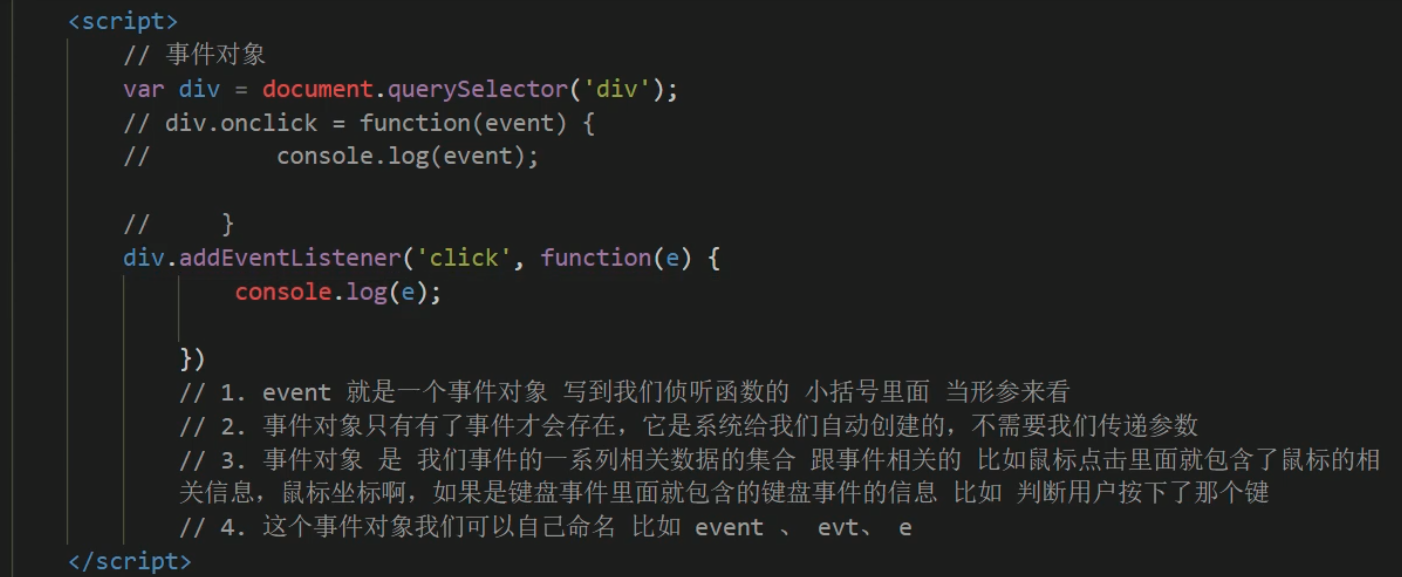 <script>
// 事件对象
var div = document.querySelector('div');
// div.onclick = function(event) {
//         console.log(event);
//     }
div.addEventListener('click', function(e) {
console.log(e);
})
// 1. event 就是一个事件对象 写到我们侦听函数的 小括号里面 当形参来看
// 2. 事件对象只有有了事件才会存在，它是系统给我们自动创建的，不需要我们传递参数
// 3. 事件对象 是 我们事件的一系列相关数据的集合 跟事件相关的 比如鼠标点击里面就包含了鼠标的相
关信息，鼠标坐标啊，如果是键盘事件里面就包含的键盘事件的信息 比如 判断用户按下了那个键
// 4. 这个事件对象我们可以自己命名 比如 event 、 evt、 e
</script>